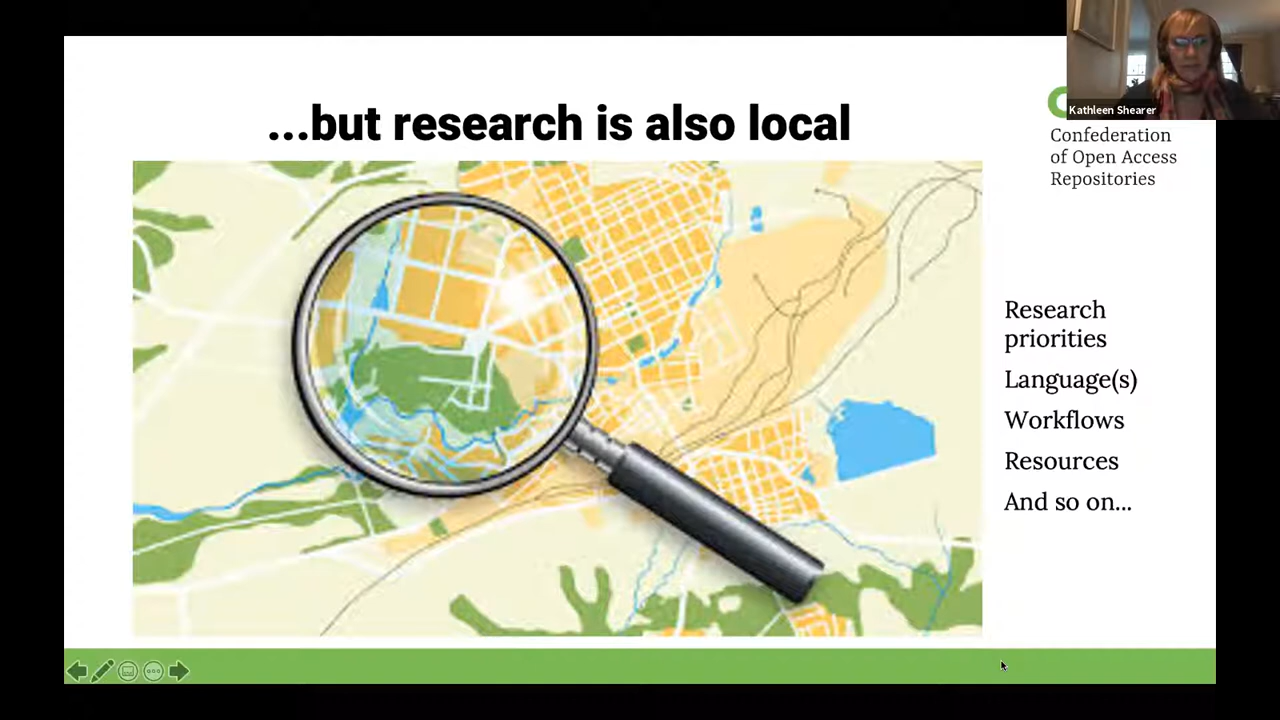 ...but research is also local
Kathleen Shearer
Confederation
of Open Access
Repositories
Research
priorities
Language(s)
Workflows
Resources
And so on...